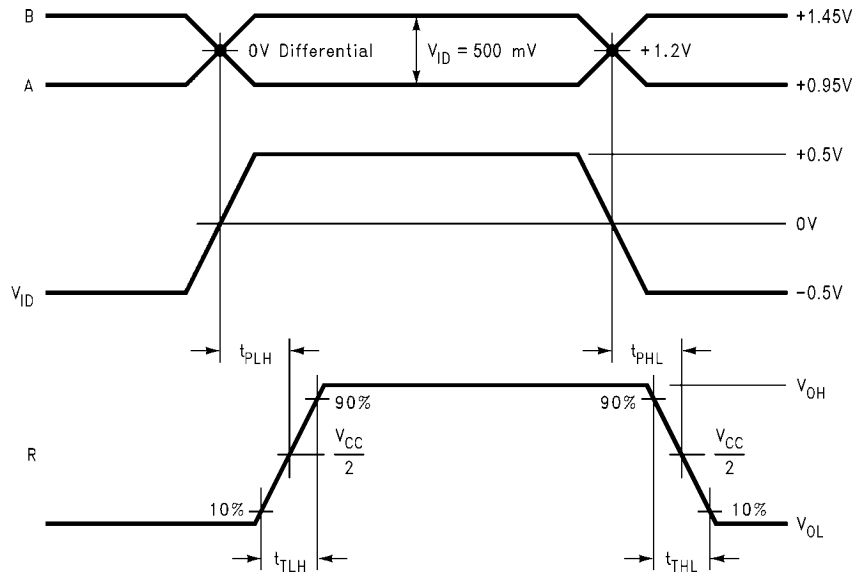 B
+1.45V
0V Differential
V_ID = 500 mV
+1.2V
A
+0.95V
+0.5V
0V
V_ID
−0.5V
t_PLH
t_PHL
V_OH
90%
90%
R
V_CC
2
V_CC
2
10%
10%
V_OL
t_TLH
t_THL